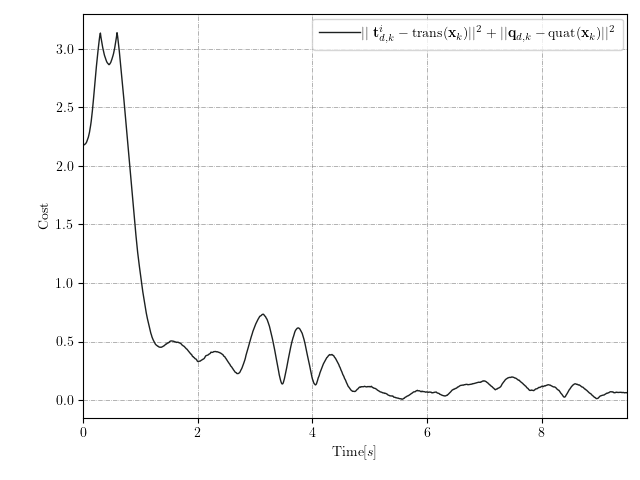 || t^i_{d,k} − trans(x_k)||² + ||q_{d,k} − quat(x_k)||²
3.0
2.5
2.0
1.5
1.0
0.5
0.0
Cost
0 2 4 6 8
Time[s]